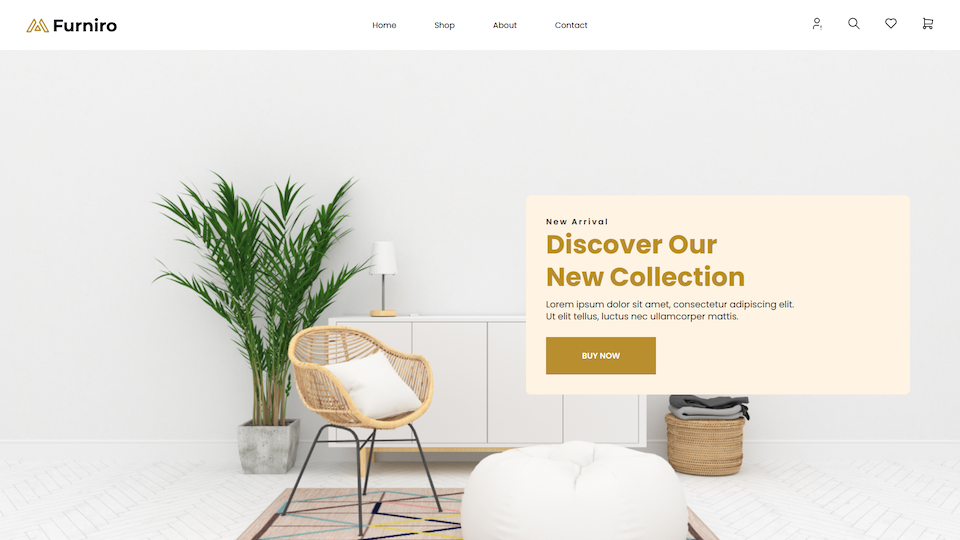 Furniro
Home
Shop
About
Contact
New Arrival
Discover Our
New Collection
Lorem ipsum dolor sit amet, consectetur adipiscing elit.
Ut elit tellus, luctus nec ullamcorper mattis.
BUY NOW